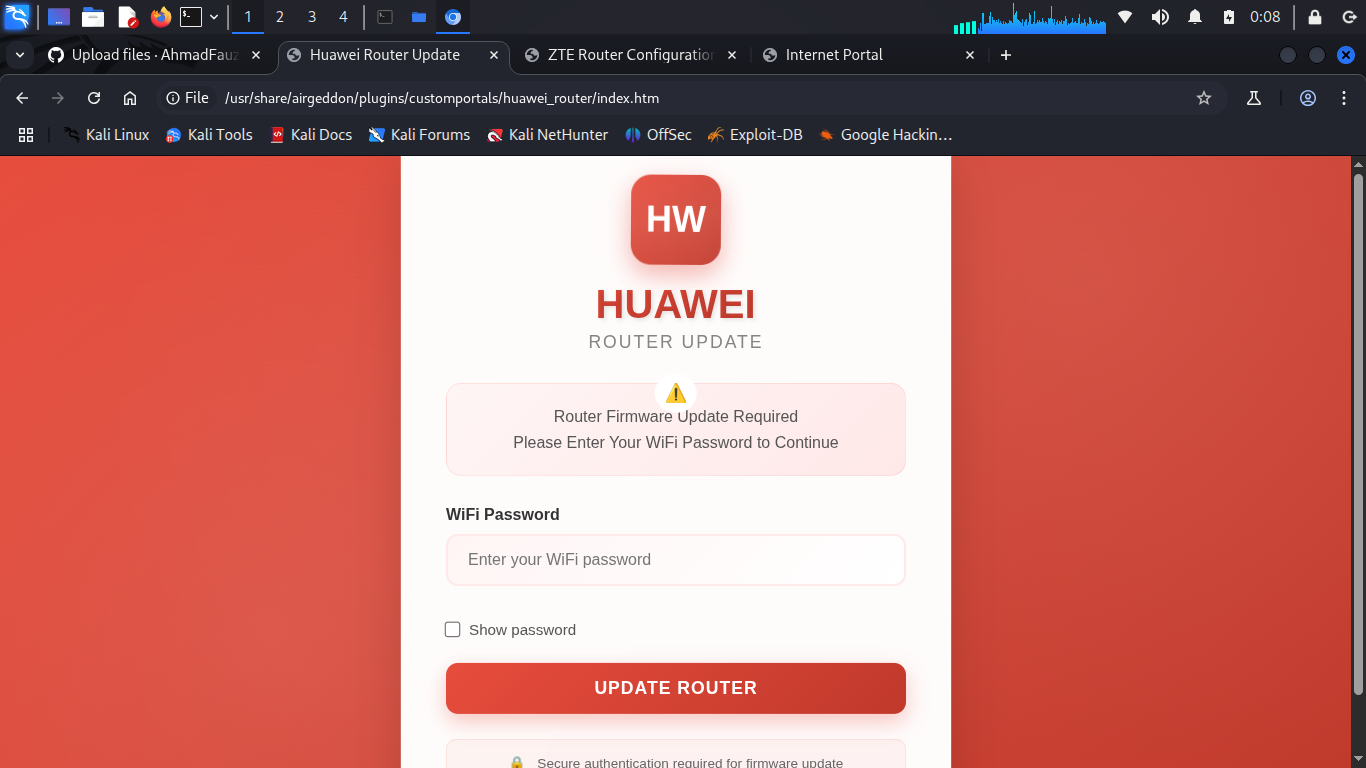 1 2 3 4 0:08
Upload files · AhmadFauz
Huawei Router Update
ZTE Router Configuration
Internet Portal
File /usr/share/airgeddon/plugins/customportals/huawei_router/index.htm
Kali Linux Kali Tools Kali Docs Kali Forums Kali NetHunter OffSec Exploit-DB Google Hackin…
HW
HUAWEI
ROUTER UPDATE
Router Firmware Update Required
Please Enter Your WiFi Password to Continue
WiFi Password
Enter your WiFi password
Show password
UPDATE ROUTER
Secure authentication required for firmware update